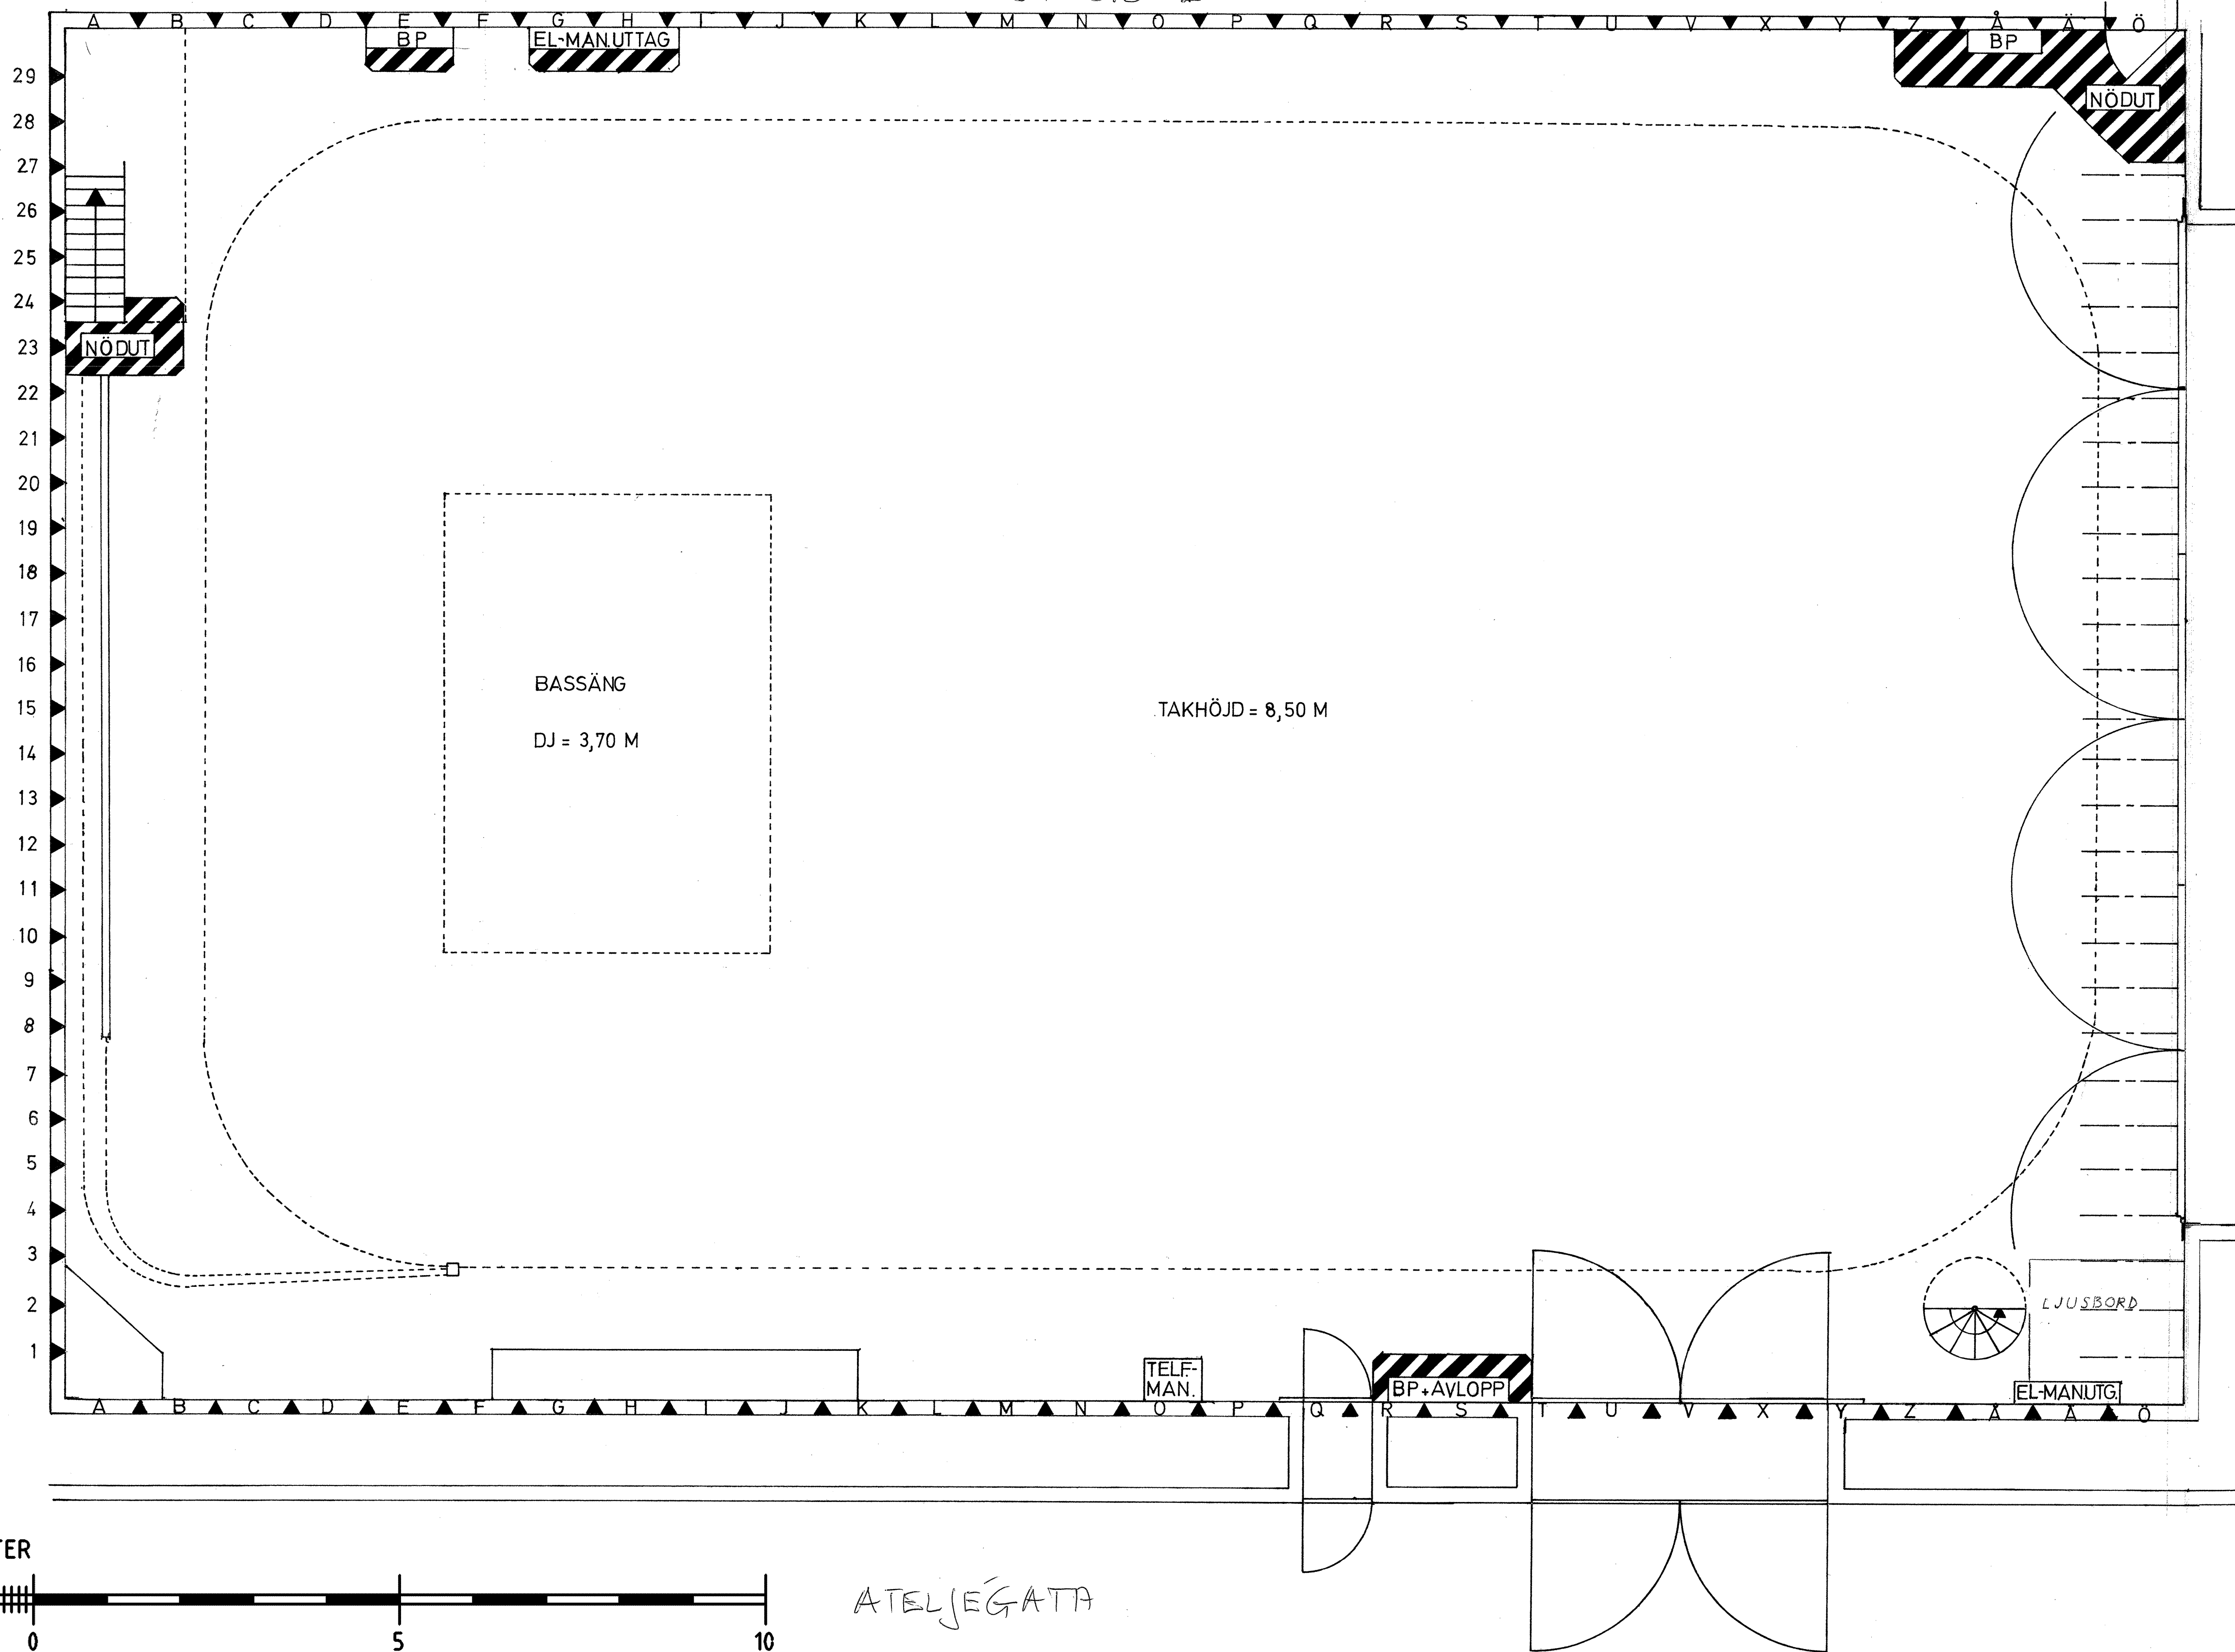 A B C D E F G H I J K L M N O P Q R S T U V X Y Z Å Ä Ö
BP
EL-MAN.UTTAG
BP
29
NÖDUT
28
27
26
25
24
23
NÖDUT
22
21
20
19
18
17
16
BASSÄNG
15
TAKHÖJD = 8,50 M
DJ = 3,70 M
14
13
12
11
10
9
8
7
6
5
4
3
2
LJUSBORD
1
TELF.-
MAN.
BP+AVLOPP
EL-MAN.UTG.
A B C D E F G H I J K L M N O P Q R S T U V X Y Z Å Ä Ö
TER
ATELJÉGATA
0 5 10